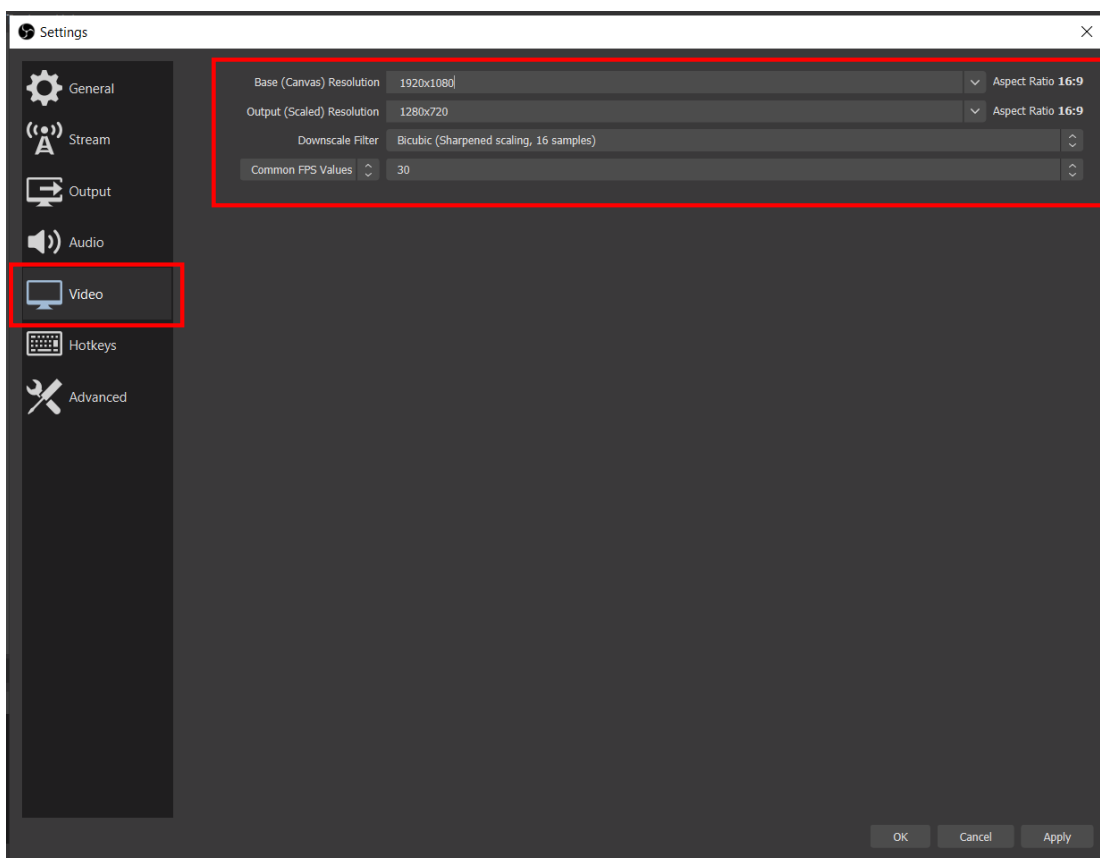 Settings
General
Stream
Output
Audio
Video
Hotkeys
Advanced
Base (Canvas) Resolution 1920x1080 Aspect Ratio 16:9
Output (Scaled) Resolution 1280x720 Aspect Ratio 16:9
Downscale Filter Bicubic (Sharpened scaling, 16 samples)
Common FPS Values 30
OK Cancel Apply